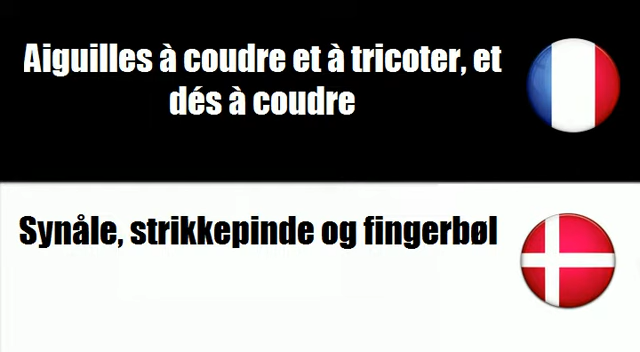 Aiguilles à coudre et à tricoter, et
dés à coudre
Synåle, strikkepinde og fingerbøl